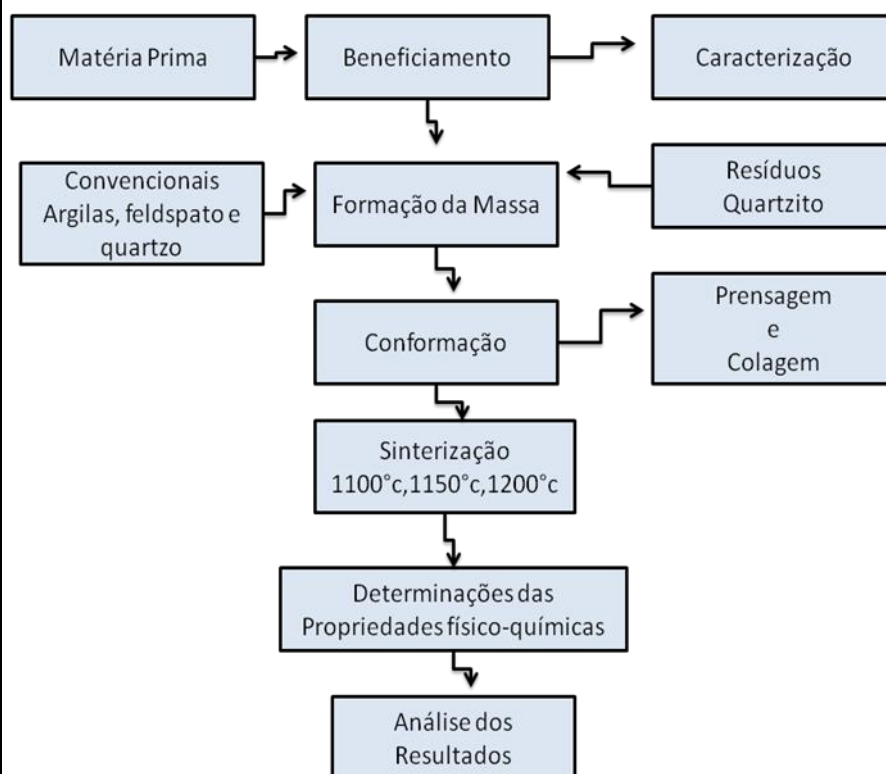 Matéria Prima
Beneficiamento
Caracterização
Convencionais
Argilas, feldspato e
quartzo
Formação da Massa
Resíduos
Quartzito
Conformação
Prensagem
e
Colagem
Sinterização
1100°c,1150°c,1200°c
Determinações das
Propriedades físico-químicas
Análise dos
Resultados